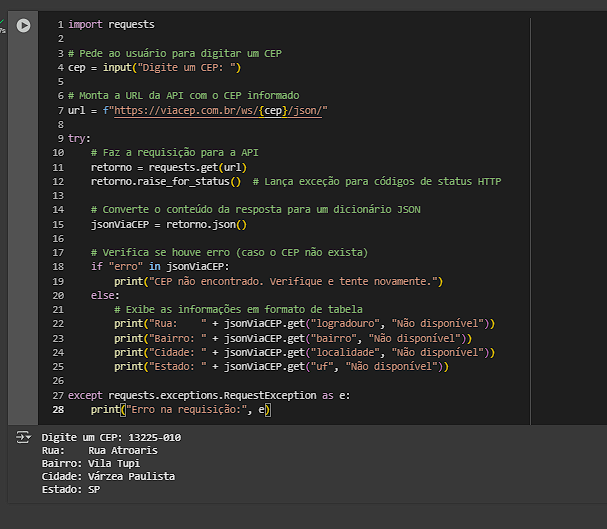 1 import requests
2
3 # Pede ao usuário para digitar um CEP
4 cep = input("Digite um CEP: ")
5
6 # Monta a URL da API com o CEP informado
7 url = f"https://viacep.com.br/ws/{cep}/json/"
8
9 try:
10     # Faz a requisição para a API
11     retorno = requests.get(url)
12     retorno.raise_for_status()  # Lança exceção para códigos de status HTTP
13
14     # Converte o conteúdo da resposta para um dicionário JSON
15     jsonViaCEP = retorno.json()
16
17     # Verifica se houve erro (caso o CEP não exista)
18     if "erro" in jsonViaCEP:
19         print("CEP não encontrado. Verifique e tente novamente.")
20     else:
21         # Exibe as informações em formato de tabela
22         print("Rua:    " + jsonViaCEP.get("logradouro", "Não disponível"))
23         print("Bairro: " + jsonViaCEP.get("bairro", "Não disponível"))
24         print("Cidade: " + jsonViaCEP.get("localidade", "Não disponível"))
25         print("Estado: " + jsonViaCEP.get("uf", "Não disponível"))
26
27 except requests.exceptions.RequestException as e:
28     print("Erro na requisição:", e)
Digite um CEP: 13225-010
Rua:    Rua Atroaris
Bairro: Vila Tupi
Cidade: Várzea Paulista
Estado: SP